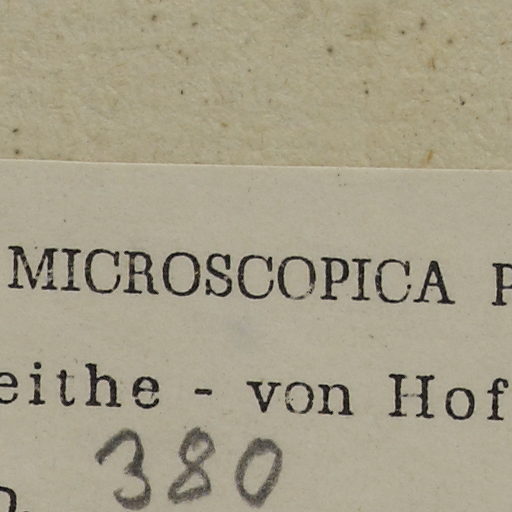 MICROSCOPICA
eithe - von Hof
380